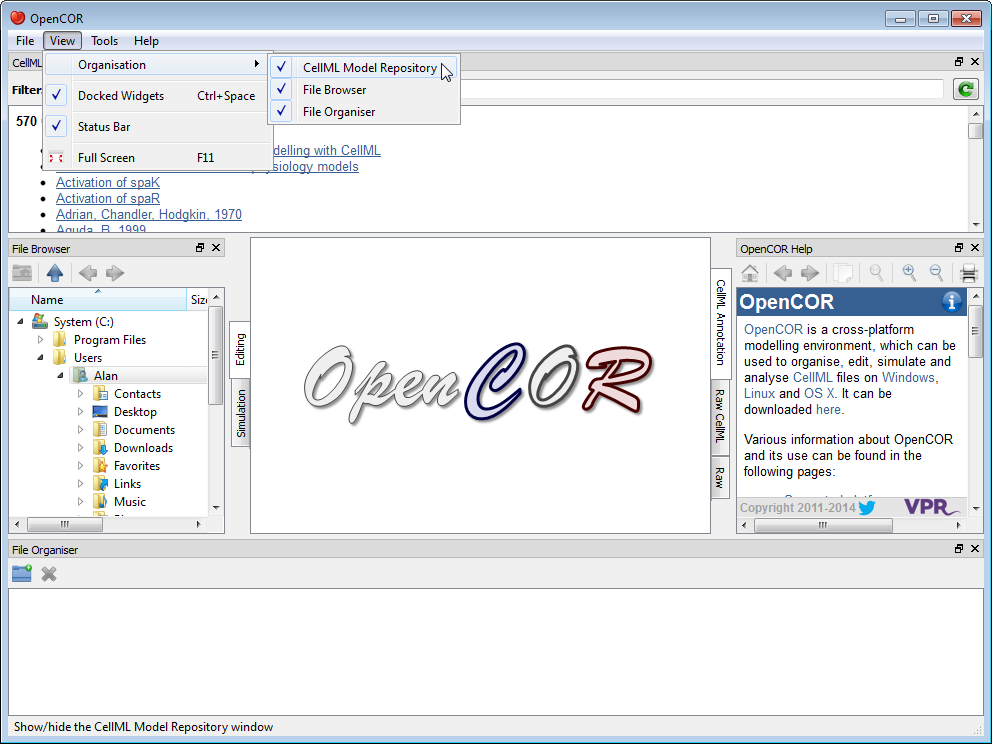 OpenCOR
File View Tools Help
CellML
Organisation
CellML Model Repository
File Browser
File Organiser
Docked Widgets Ctrl+Space
Status Bar
Full Screen F11
Filter:
570
delling with CellML
ysiology models
Activation of spaK
Activation of spaR
Adrian, Chandler, Hodgkin, 1970
Aguda, B, 1999
File Browser
Name Size
System (C:)
Program Files
Users
Alan
Contacts
Desktop
Documents
Downloads
Favorites
Links
Music
Editing
Simulation
OpenCOR
CellML Annotation
Raw CellML
Raw
OpenCOR Help
OpenCOR
OpenCOR is a cross-platform
modelling environment, which can be
used to organise, edit, simulate and
analyse CellML files on Windows,
Linux and OS X. It can be
downloaded here.
Various information about OpenCOR
and its use can be found in the
following pages:
Copyright 2011-2014 VPR
File Organiser
Show/hide the CellML Model Repository window